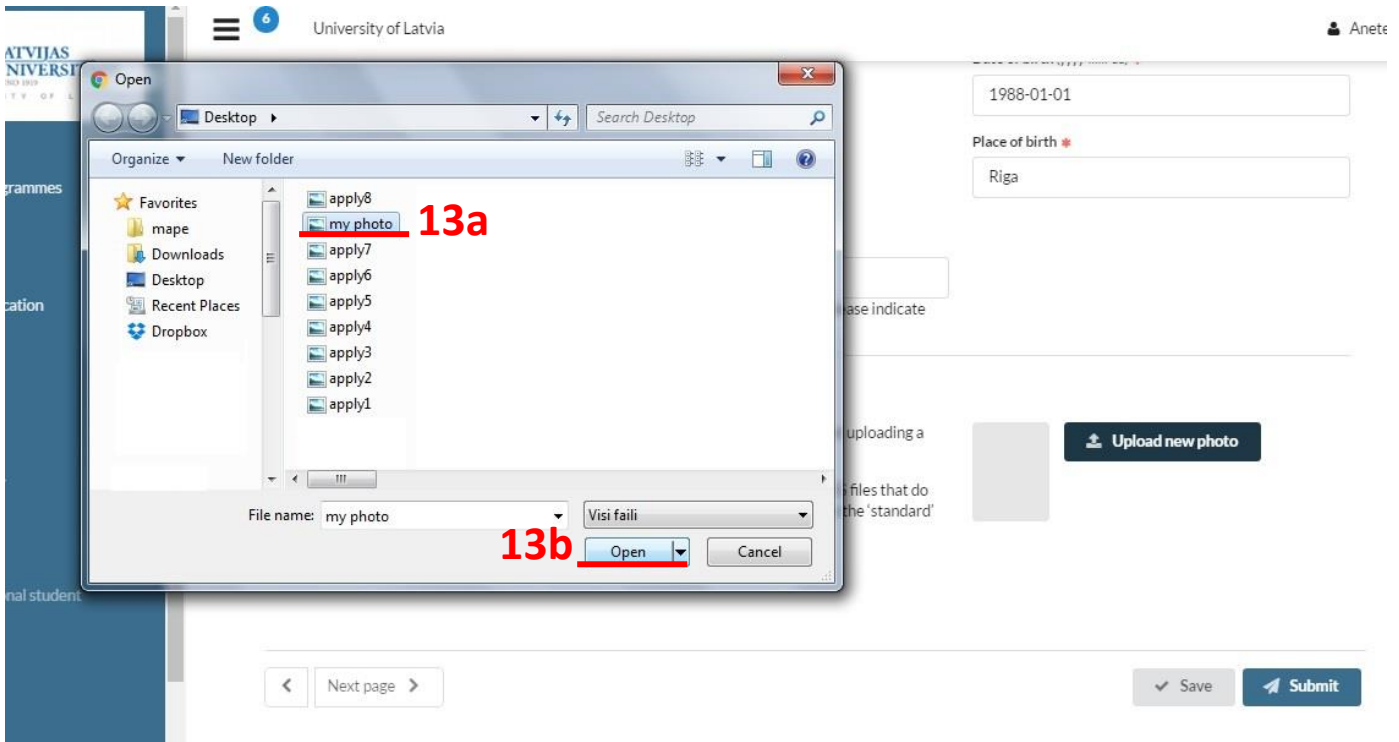 6
University of Latvia
Anete
ATVIJAS
NIVERSI
Open
1988-01-01
Desktop
Search Desktop
Place of birth *
Organize
New folder
Riga
grammes
Favorites
mape
Downloads
Desktop
Recent Places
Dropbox
apply8
my photo
13a
apply7
apply6
apply5
apply4
apply3
apply2
apply1
cation
ase indicate
uploading a
Upload new photo
files that do
the 'standard'
File name:
my photo
Visi faili
13b
Open
Cancel
nal student
Next page
Save
Submit